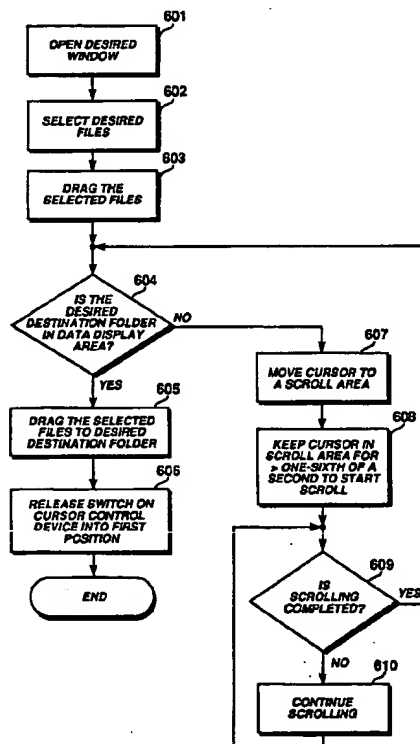 601
OPEN DESIRED
WINDOW
602
SELECT DESIRED
FILES
603
DRAG THE
SELECTED FILES
604
IS THE
DESIRED
DESTINATION FOLDER
IN DATA DISPLAY
AREA?
NO
YES
605
DRAG THE SELECTED
FILES TO DESIRED
DESTINATION FOLDER
606
RELEASE SWITCH ON
CURSOR CONTROL
DEVICE INTO FIRST
POSITION
END
607
MOVE CURSOR TO
A SCROLL AREA
608
KEEP CURSOR IN
SCROLL AREA FOR
> ONE-SIXTH OF A
SECOND TO START
SCROLL
609
IS
SCROLLING
COMPLETED?
YES
NO
610
CONTINUE
SCROLLING